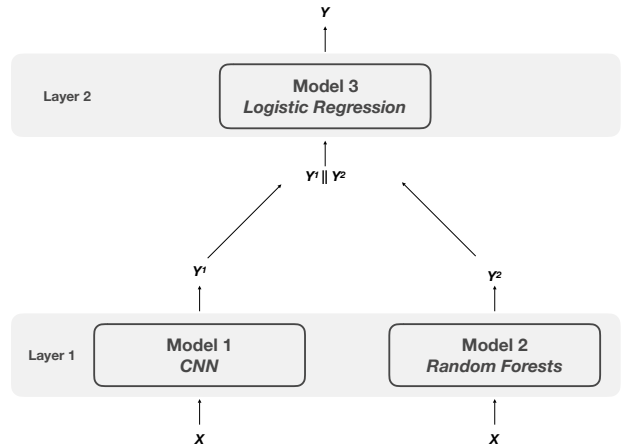 Y
Layer 2
Model 3
Logistic Regression
Y¹ || Y²
Y¹
Y²
Layer 1
Model 1
CNN
Model 2
Random Forests
X
X